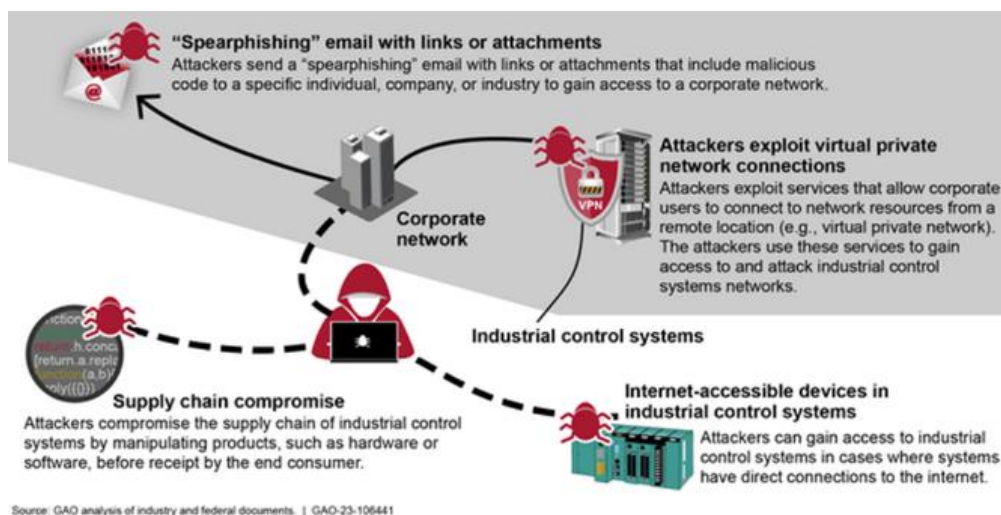 "Spearphishing" email with links or attachments
Attackers send a "spearphishing" email with links or attachments that include malicious
code to a specific individual, company, or industry to gain access to a corporate network.
@
Corporate
network
VPN
Attackers exploit virtual private
network connections
Attackers exploit services that allow corporate
users to connect to network resources from a
remote location (e.g., virtual private network).
The attackers use these services to gain
access to and attack industrial control
systems networks.
Industrial control systems
return.h.conca
{return.a.repla
function(a,b)
ply({})
Supply chain compromise
Attackers compromise the supply chain of industrial control
systems by manipulating products, such as hardware or
software, before receipt by the end consumer.
Internet-accessible devices in
industrial control systems
Attackers can gain access to industrial
control systems in cases where systems
have direct connections to the internet.
Source: GAO analysis of industry and federal documents. | GAO-23-106441